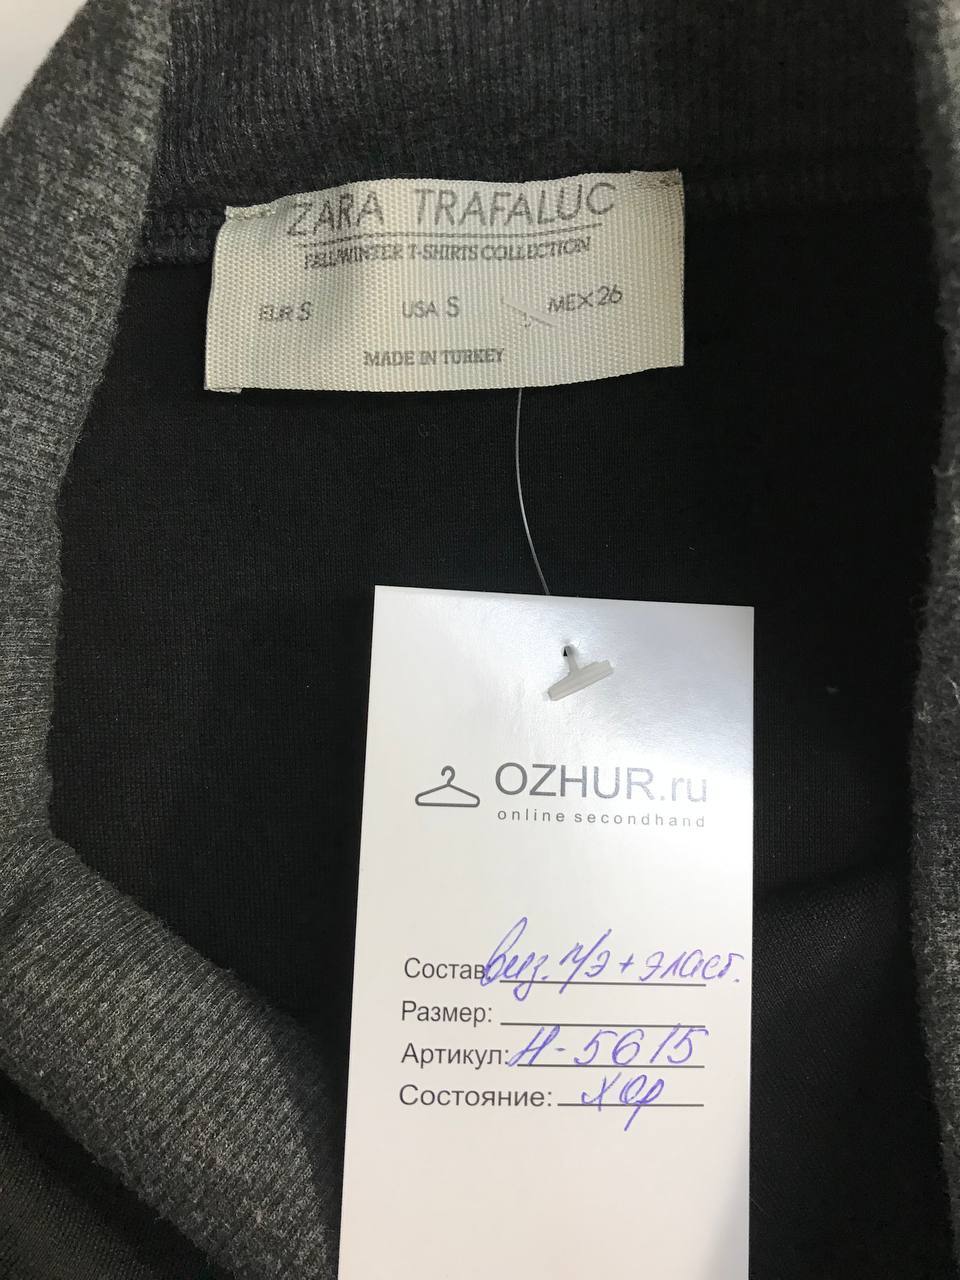 ZARA TRAFALUC
FALL/WINTER T-SHIRTS COLLECTION
EUR S USA S MEX 26
MADE IN TURKEY
OZHUR.ru
online secondhand
Состав: виз. п/э + эласт.
Размер:
Артикул: Н-5615
Состояние: хор